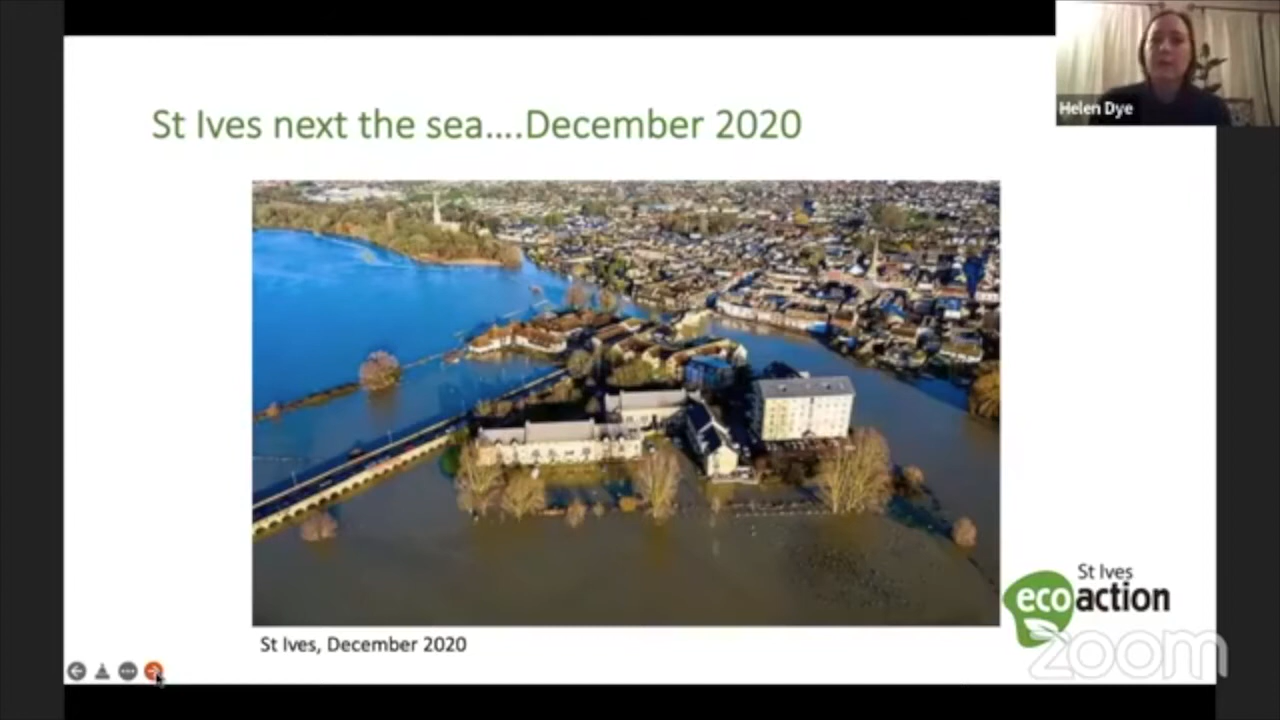 Helen Dye
St Ives next the sea....December 2020
St Ives
ecoaction
St Ives, December 2020
zoom